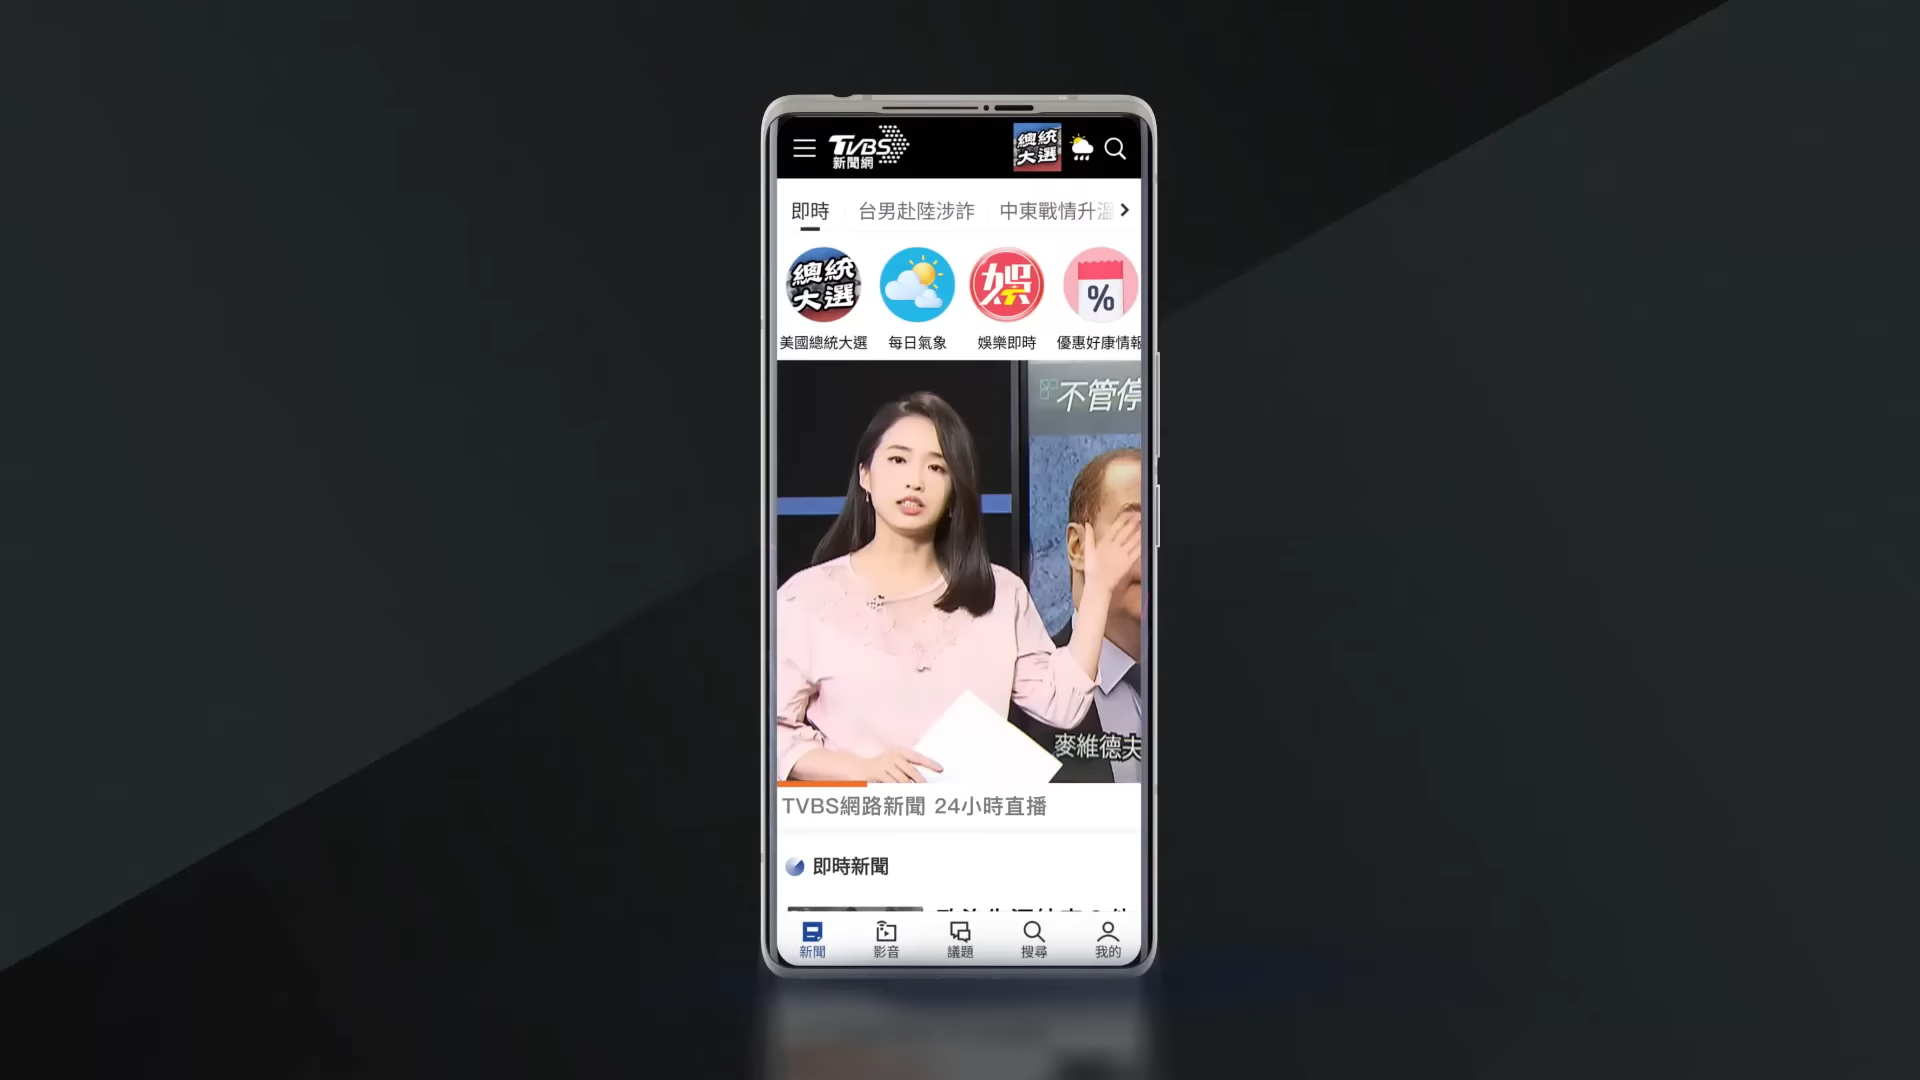 TVBS
新聞網
總統
大選
即時 台男赴陸涉詐 中東戰情升溫
總統
大選
娛
%
美國總統大選 每日氣象 娛樂即時 優惠好康情報
不管停
麥維德夫
TVBS網路新聞 24小時直播
即時新聞
新聞 影音 議題 搜尋 我的